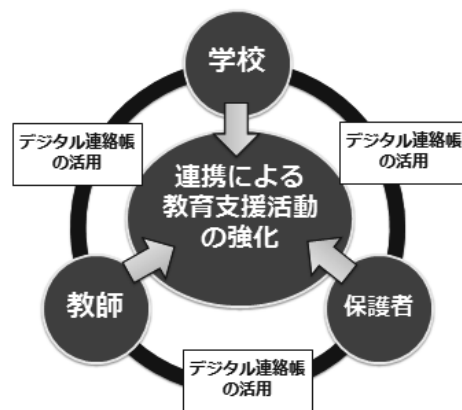 学校
デジタル連絡帳
の活用
デジタル連絡帳
の活用
連携による
教育支援活動
の強化
教師
保護者
デジタル連絡帳
の活用